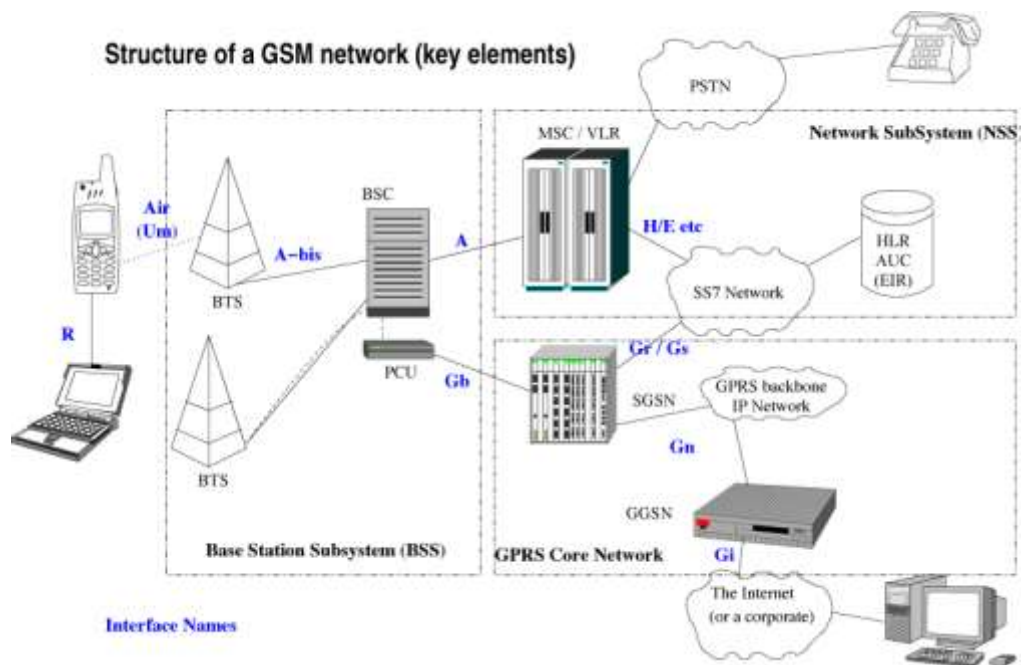 Structure of a GSM network (key elements)
PSTN
MSC / VLR
Network SubSystem (NSS)
BSC
Air
(Um)
A-bis
A
H/E etc
HLR
AUC
(EIR)
BTS
SS7 Network
R
PCU
Gb
Gr / Gs
SGSN
GPRS backbone
IP Network
Gn
BTS
GGSN
Base Station Subsystem (BSS)
GPRS Core Network
Gi
The Internet
(or a corporate)
Interface Names